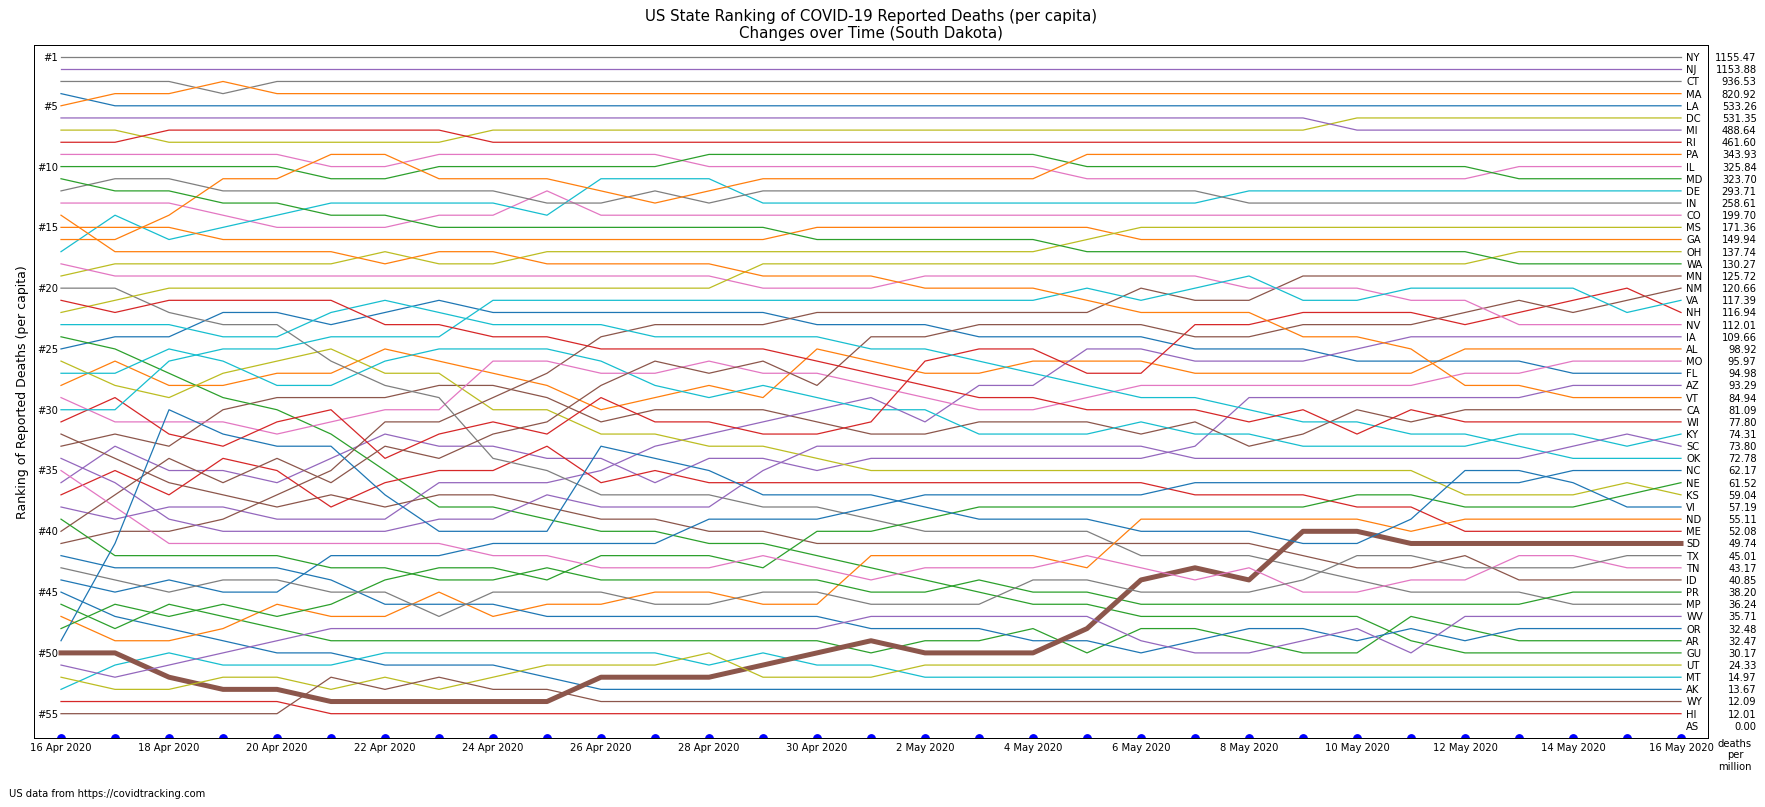 US State Ranking of COVID-19 Reported Deaths (per capita)
Changes over Time (South Dakota)
Ranking of Reported Deaths (per capita)
#1
#5
#10
#15
#20
#25
#30
#35
#40
#45
#50
#55
NY 1155.47
NJ 1153.88
CT 936.53
MA 820.92
LA 533.26
DC 531.35
MI 488.64
RI 461.60
PA 343.93
IL 325.84
MD 323.70
DE 293.71
IN 258.61
CO 199.70
MS 171.36
GA 149.94
OH 137.74
WA 130.27
MN 125.72
NM 120.66
VA 117.39
NH 116.94
NV 112.01
IA 109.66
AL 98.92
MO 95.97
FL 94.98
AZ 93.29
VT 84.94
CA 81.09
WI 77.80
KY 74.31
SC 73.80
OK 72.78
NC 62.17
NE 61.52
KS 59.04
VI 57.19
ND 55.11
ME 52.08
SD 49.74
TX 45.01
TN 43.17
ID 40.85
PR 38.20
MP 36.24
WV 35.71
OR 32.48
AR 32.47
GU 30.17
UT 24.33
MT 14.97
AK 13.67
WY 12.09
HI 12.01
AS 0.00
16 Apr 2020 18 Apr 2020 20 Apr 2020 22 Apr 2020 24 Apr 2020 26 Apr 2020 28 Apr 2020 30 Apr 2020 2 May 2020 4 May 2020 6 May 2020 8 May 2020 10 May 2020 12 May 2020 14 May 2020 16 May 2020
deaths
per
million
US data from https://covidtracking.com